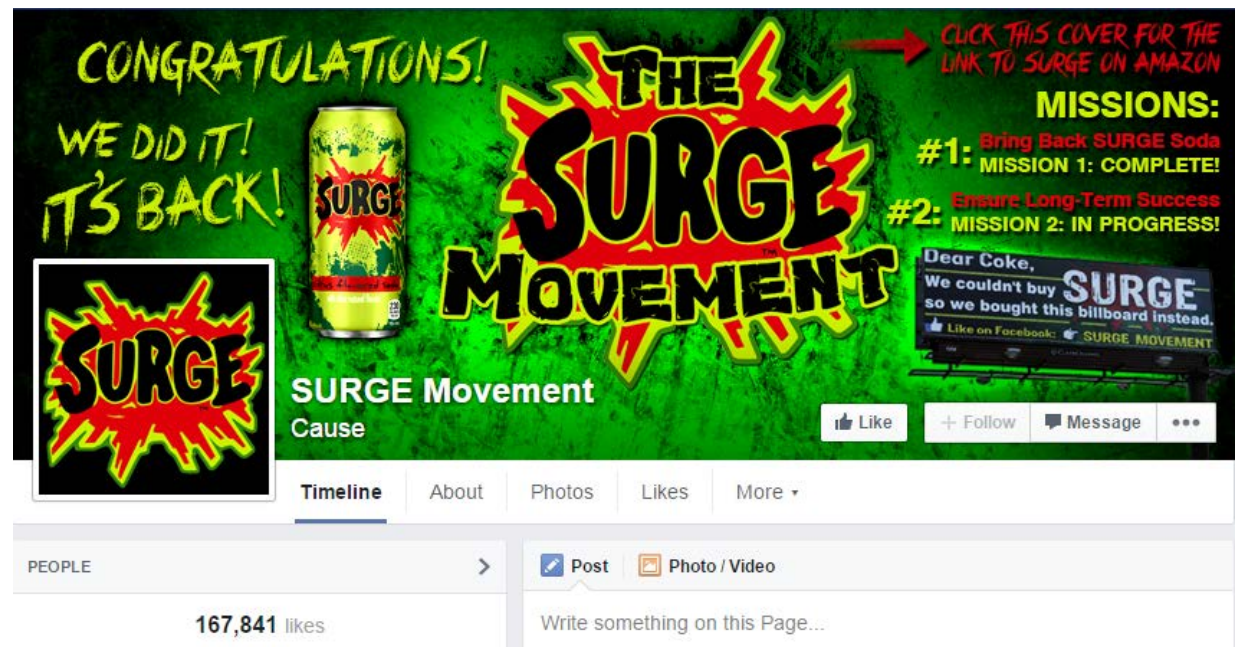 CONGRATULATIONS!
WE DID IT!
IT'S BACK!
SURGE
THE
SURGE
MOVEMENT
CLICK THIS COVER FOR THE
LINK TO SURGE ON AMAZON
MISSIONS:
#1: Bring Back SURGE Soda
MISSION 1: COMPLETE!
#2: Ensure Long-Term Success
MISSION 2: IN PROGRESS!
Dear Coke,
We couldn't buy SURGE
so we bought this billboard instead.
Like on Facebook: SURGE MOVEMENT
SURGE
SURGE Movement
Cause
Like
+ Follow
Message
Timeline
About
Photos
Likes
More
PEOPLE
167,841 likes
Post
Photo / Video
Write something on this Page...